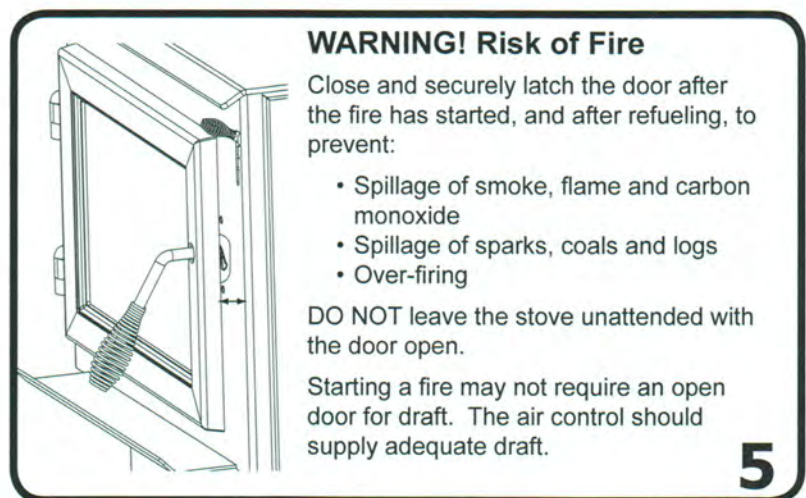 WARNING! Risk of Fire
Close and securely latch the door after
the fire has started, and after refueling, to
prevent:
• Spillage of smoke, flame and carbon
monoxide
• Spillage of sparks, coals and logs
• Over-firing
DO NOT leave the stove unattended with
the door open.
Starting a fire may not require an open
door for draft. The air control should
supply adequate draft.
5